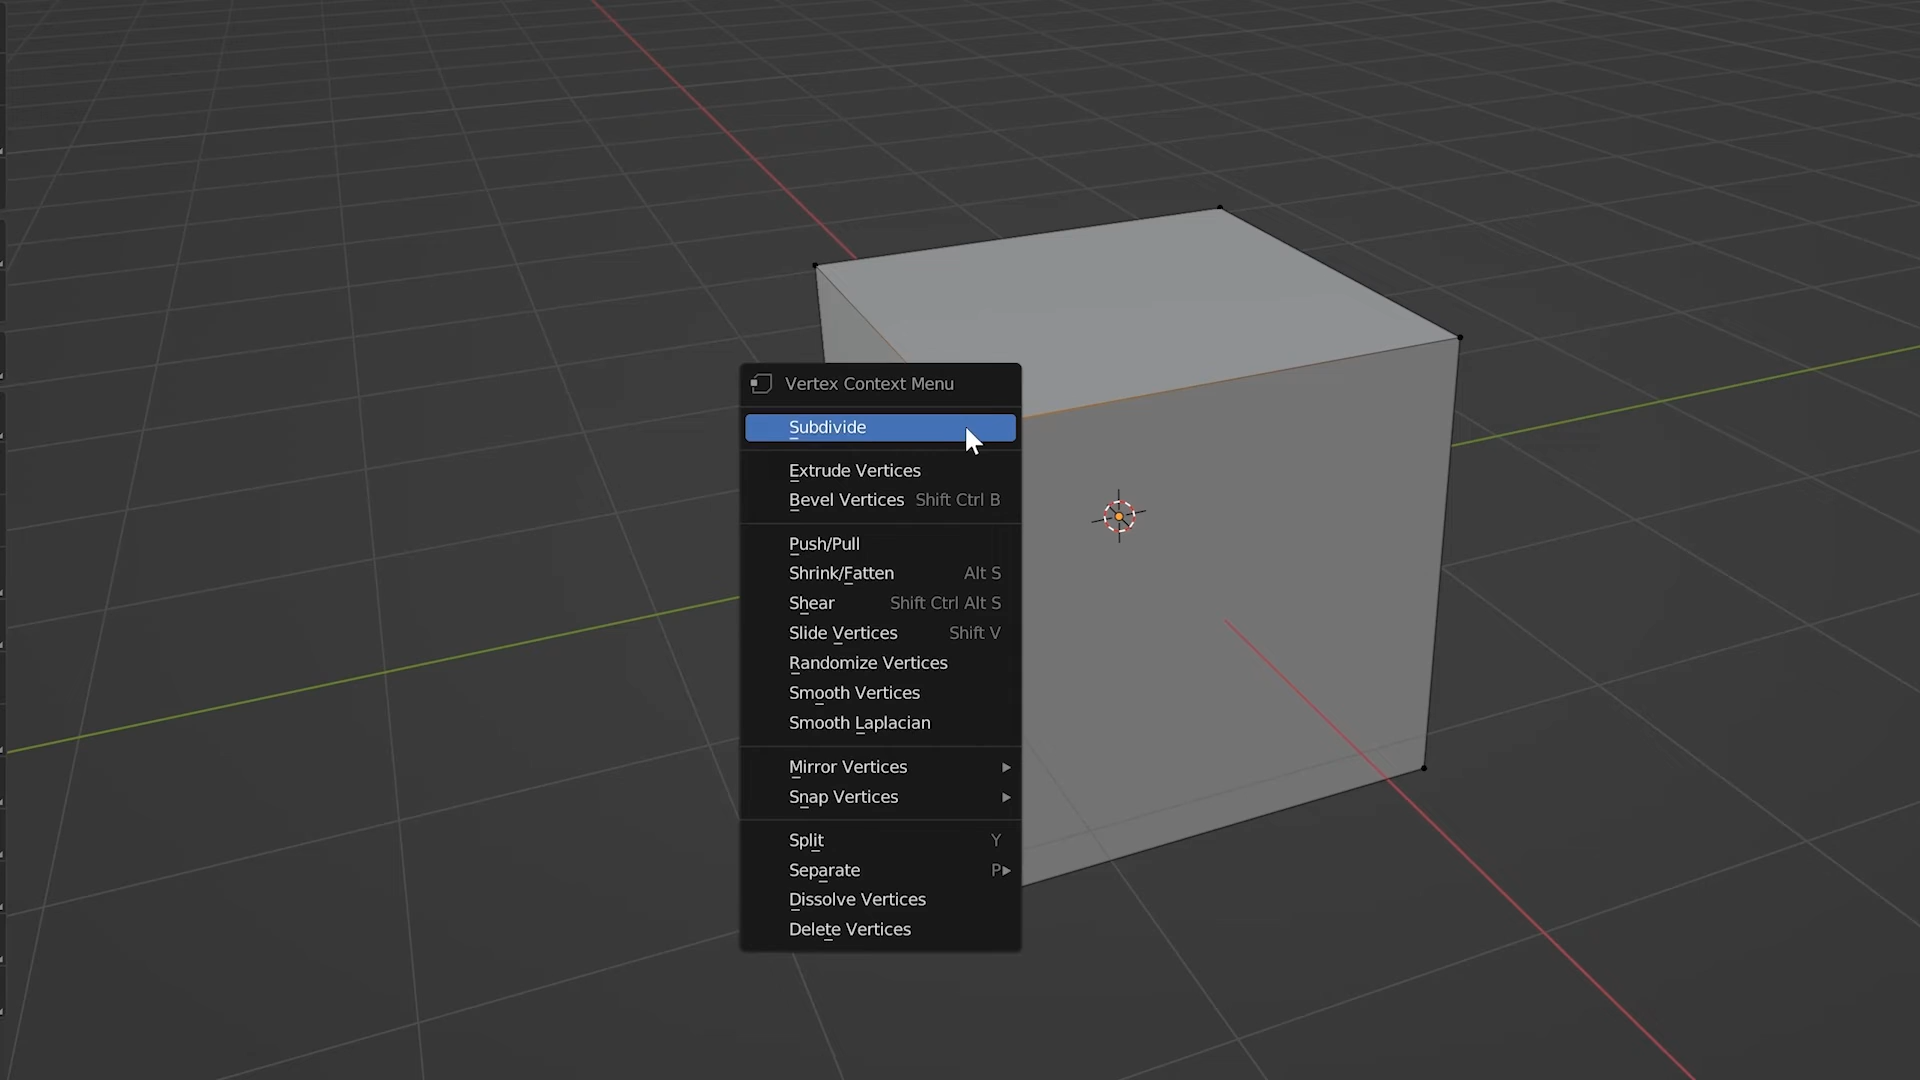 Vertex Context Menu
Subdivide
Extrude Vertices
Bevel Vertices Shift Ctrl B
Push/Pull
Shrink/Fatten Alt S
Shear Shift Ctrl Alt S
Slide Vertices Shift V
Randomize Vertices
Smooth Vertices
Smooth Laplacian
Mirror Vertices
Snap Vertices
Split Y
Separate P
Dissolve Vertices
Delete Vertices